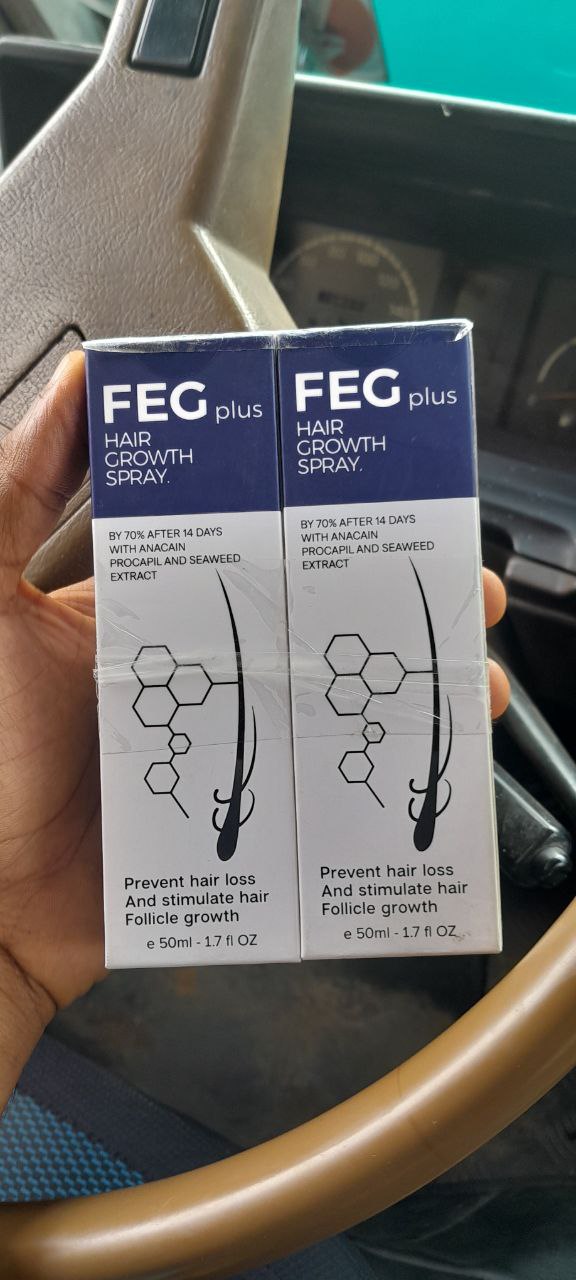 FEG plus
HAIR
GROWTH
SPRAY.
BY 70% AFTER 14 DAYS
WITH ANACAIN
PROCAPIL AND SEAWEED
EXTRACT
Prevent hair loss
And stimulate hair
Follicle growth
e 50ml - 1.7 fl OZ
FEG plus
HAIR
GROWTH
SPRAY.
BY 70% AFTER 14 DAYS
WITH ANACAIN
PROCAPIL AND SEAWEED
EXTRACT
Prevent hair loss
And stimulate hair
Follicle growth
e 50ml - 1.7 fl OZ